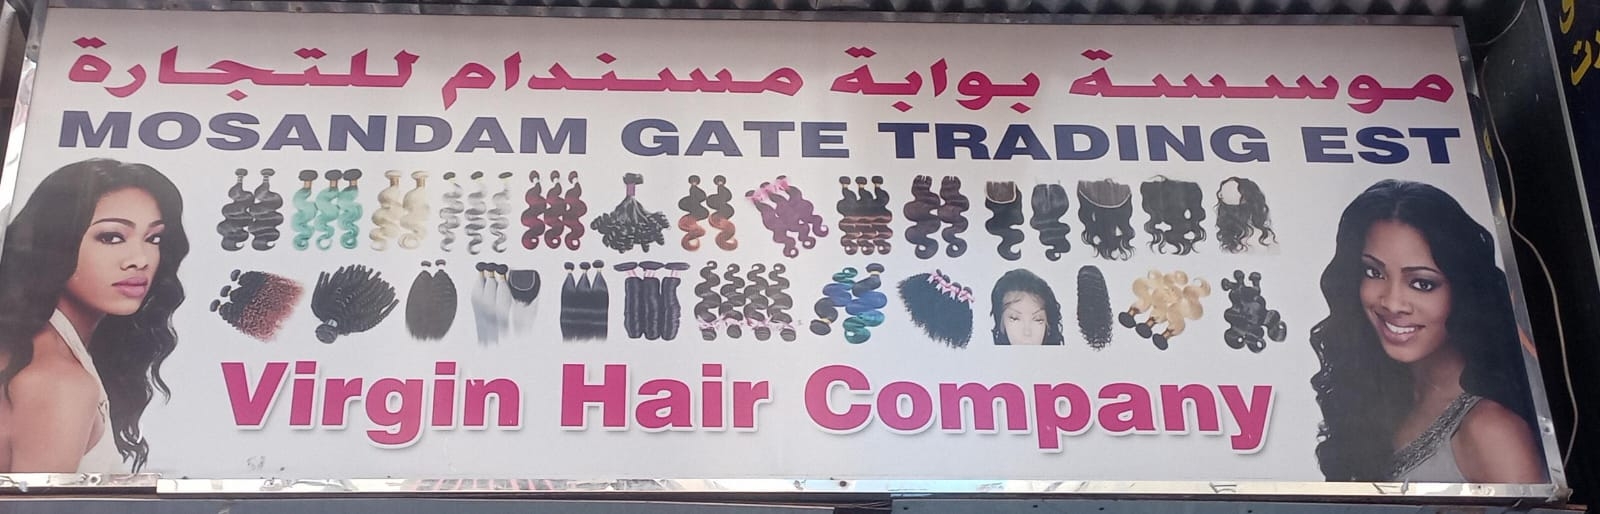 موسسة بوابة مسندام للتجارة
MOSANDAM GATE TRADING EST
Virgin Hair Company